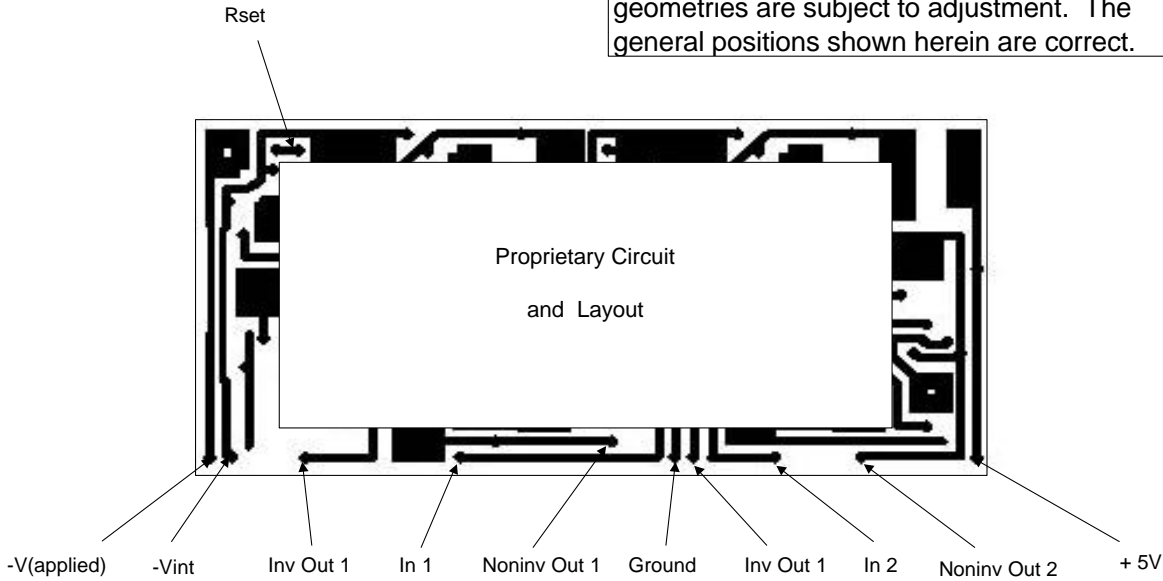 Rset
geometries are subject to adjustment. The
general positions shown herein are correct.
Proprietary Circuit
and Layout
-V(applied) -Vint Inv Out 1 In 1 Noninv Out 1 Ground Inv Out 1 In 2 Noninv Out 2 + 5V